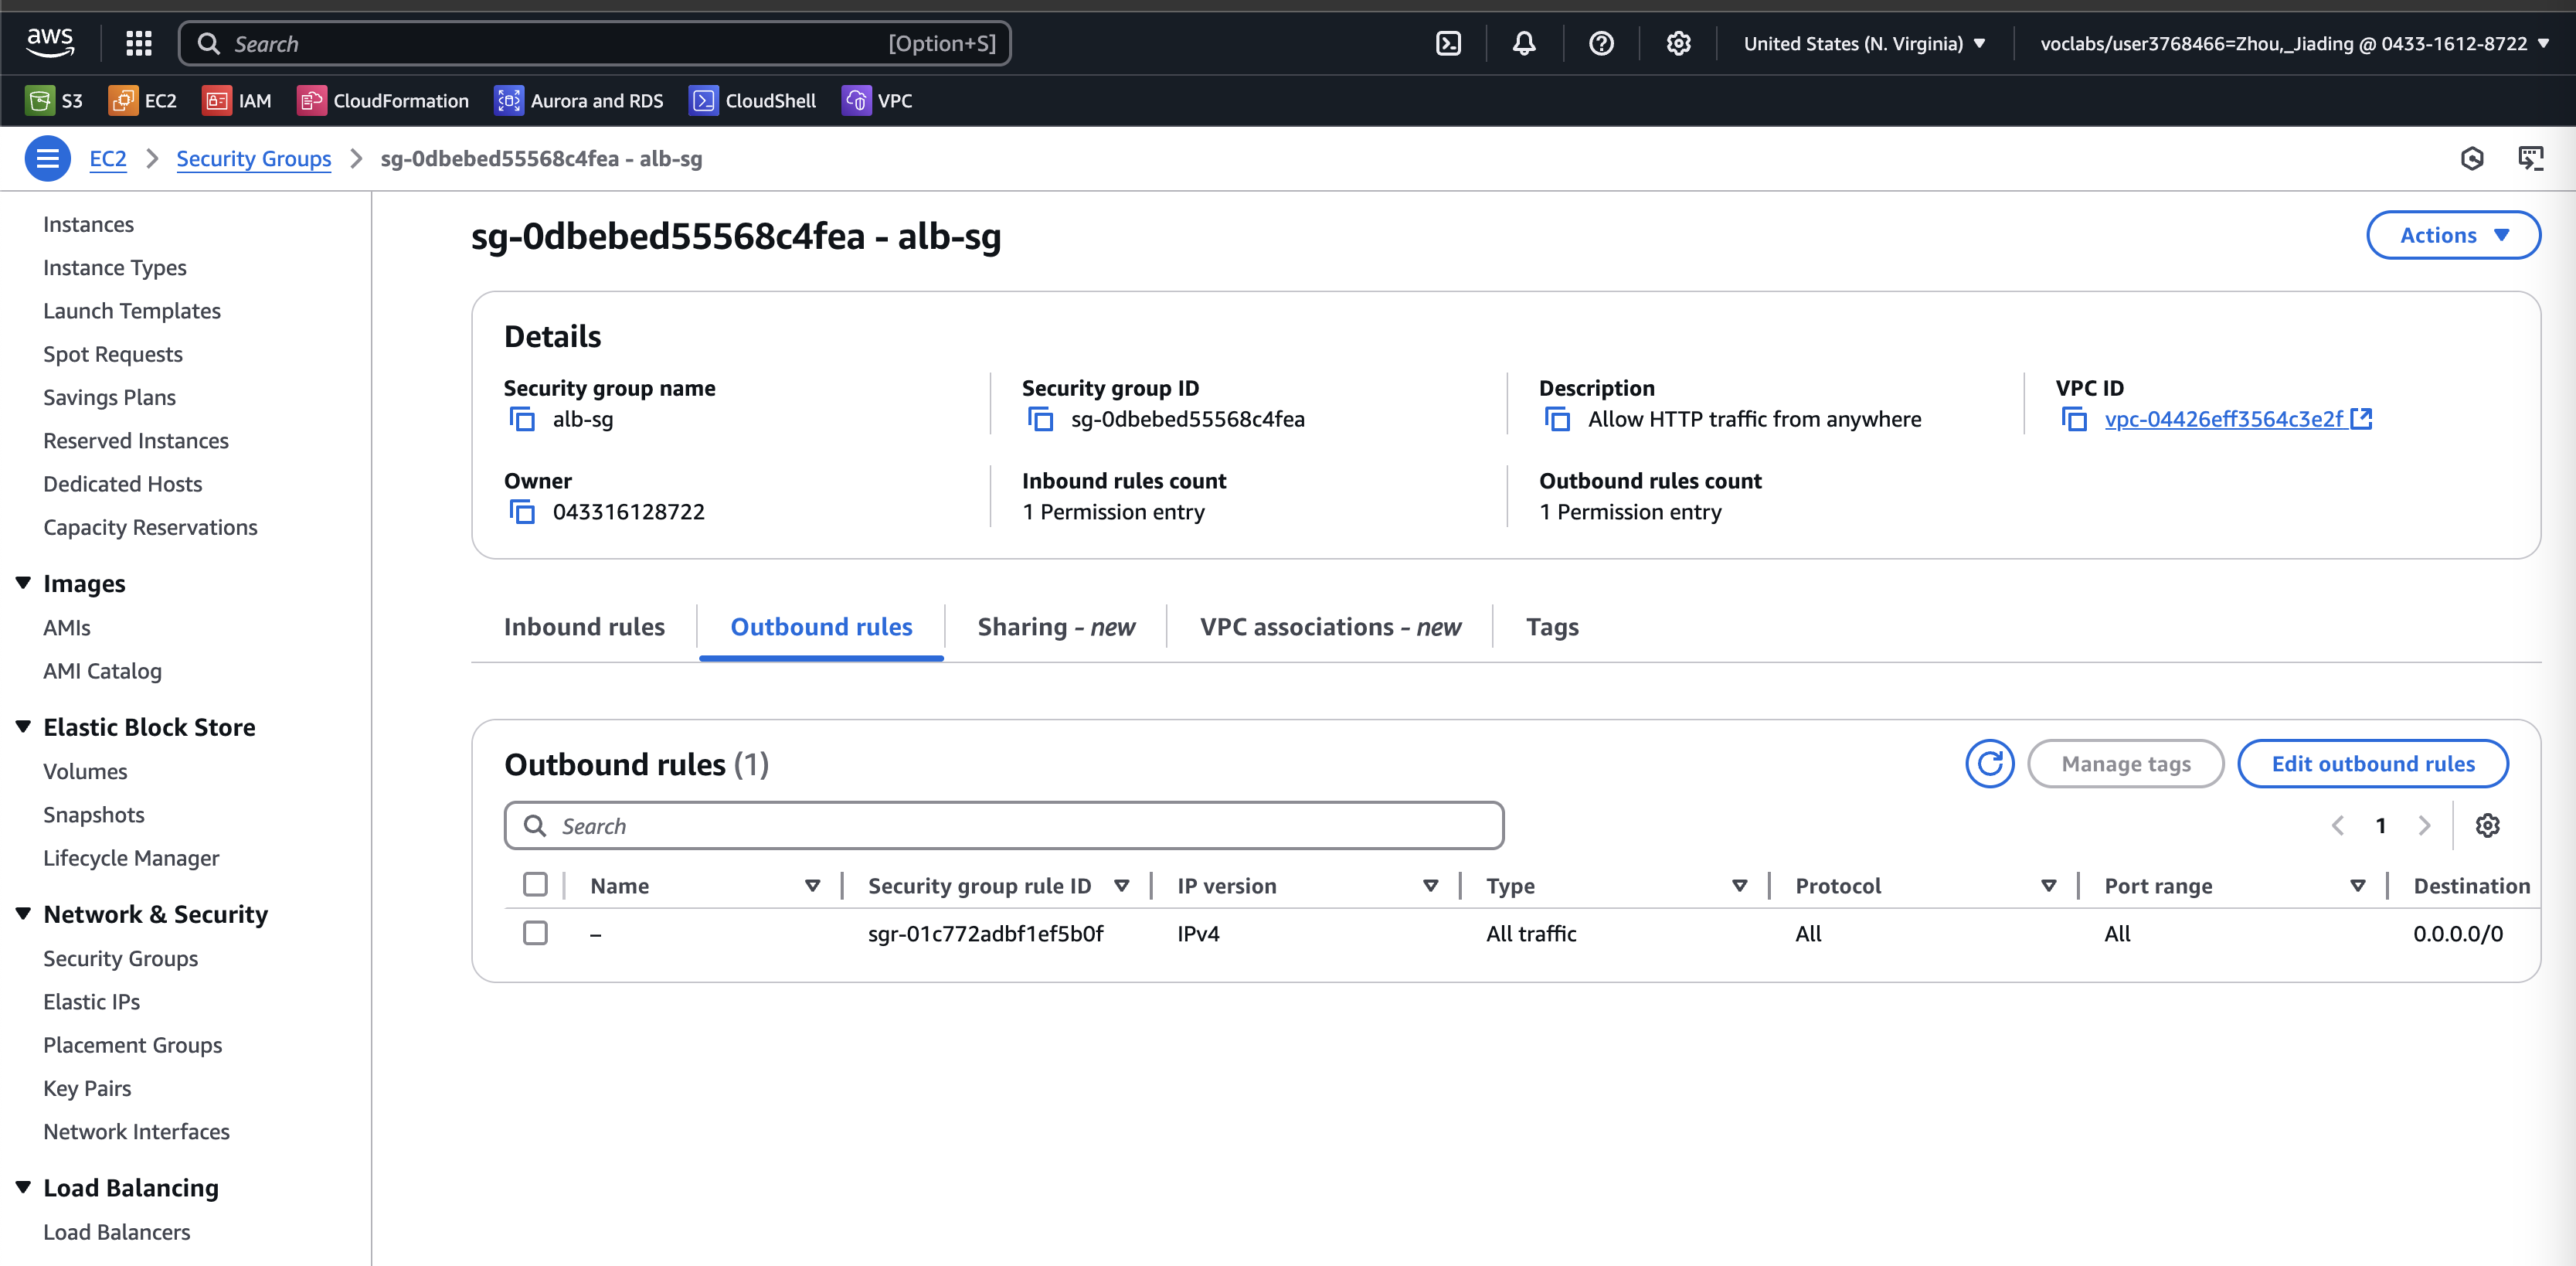 aws
Search [Option+S]
United States (N. Virginia)
voclabs/user3768466=Zhou,_Jiading @ 0433-1612-8722
S3
EC2
IAM
CloudFormation
Aurora and RDS
CloudShell
VPC
EC2 > Security Groups > sg-0dbebed55568c4fea - alb-sg
Instances
Instance Types
Launch Templates
Spot Requests
Savings Plans
Reserved Instances
Dedicated Hosts
Capacity Reservations
Images
AMIs
AMI Catalog
Elastic Block Store
Volumes
Snapshots
Lifecycle Manager
Network & Security
Security Groups
Elastic IPs
Placement Groups
Key Pairs
Network Interfaces
Load Balancing
Load Balancers
sg-0dbebed55568c4fea - alb-sg
Actions
Details
Security group name
alb-sg
Security group ID
sg-0dbebed55568c4fea
Description
Allow HTTP traffic from anywhere
VPC ID
vpc-04426eff3564c3e2f
Owner
043316128722
Inbound rules count
1 Permission entry
Outbound rules count
1 Permission entry
Inbound rules
Outbound rules
Sharing - new
VPC associations - new
Tags
Outbound rules (1)
Manage tags
Edit outbound rules
Search
1
Name Security group rule ID IP version Type Protocol Port range Destination
– sgr-01c772adbf1ef5b0f IPv4 All traffic All All 0.0.0.0/0